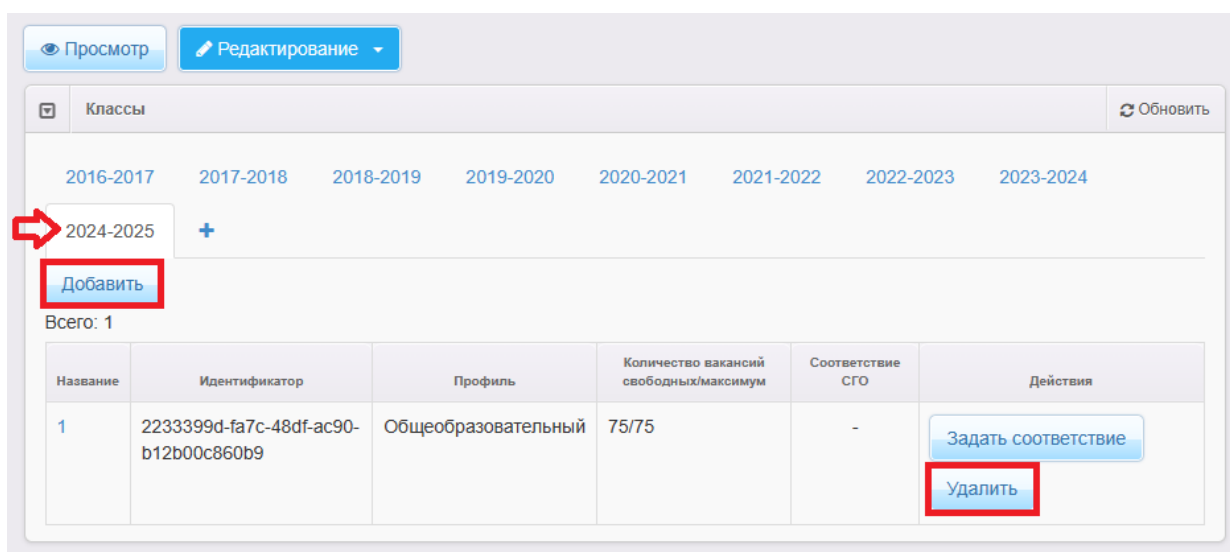 Просмотр Редактирование
Классы Обновить
2016-2017 2017-2018 2018-2019 2019-2020 2020-2021 2021-2022 2022-2023 2023-2024
2024-2025 +
Добавить
Всего: 1
Название Идентификатор Профиль Количество вакансий свободных/максимум Соответствие СГО Действия
1 2233399d-fa7c-48df-ac90- Общеобразовательный 75/75 - Задать соответствие
b12b00c860b9
Удалить